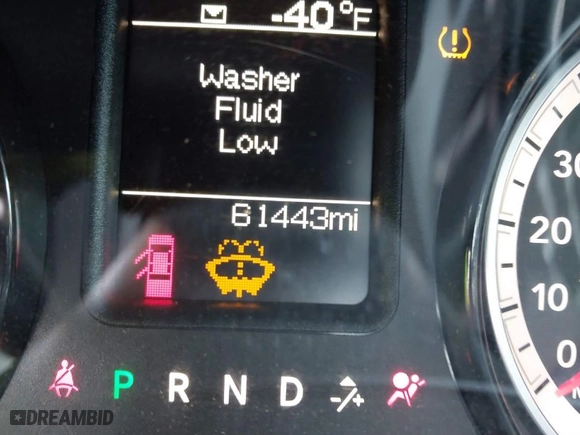 -40°F
Washer
Fluid
Low
61443mi
30
20
10
0
P R N D
DREAMBID